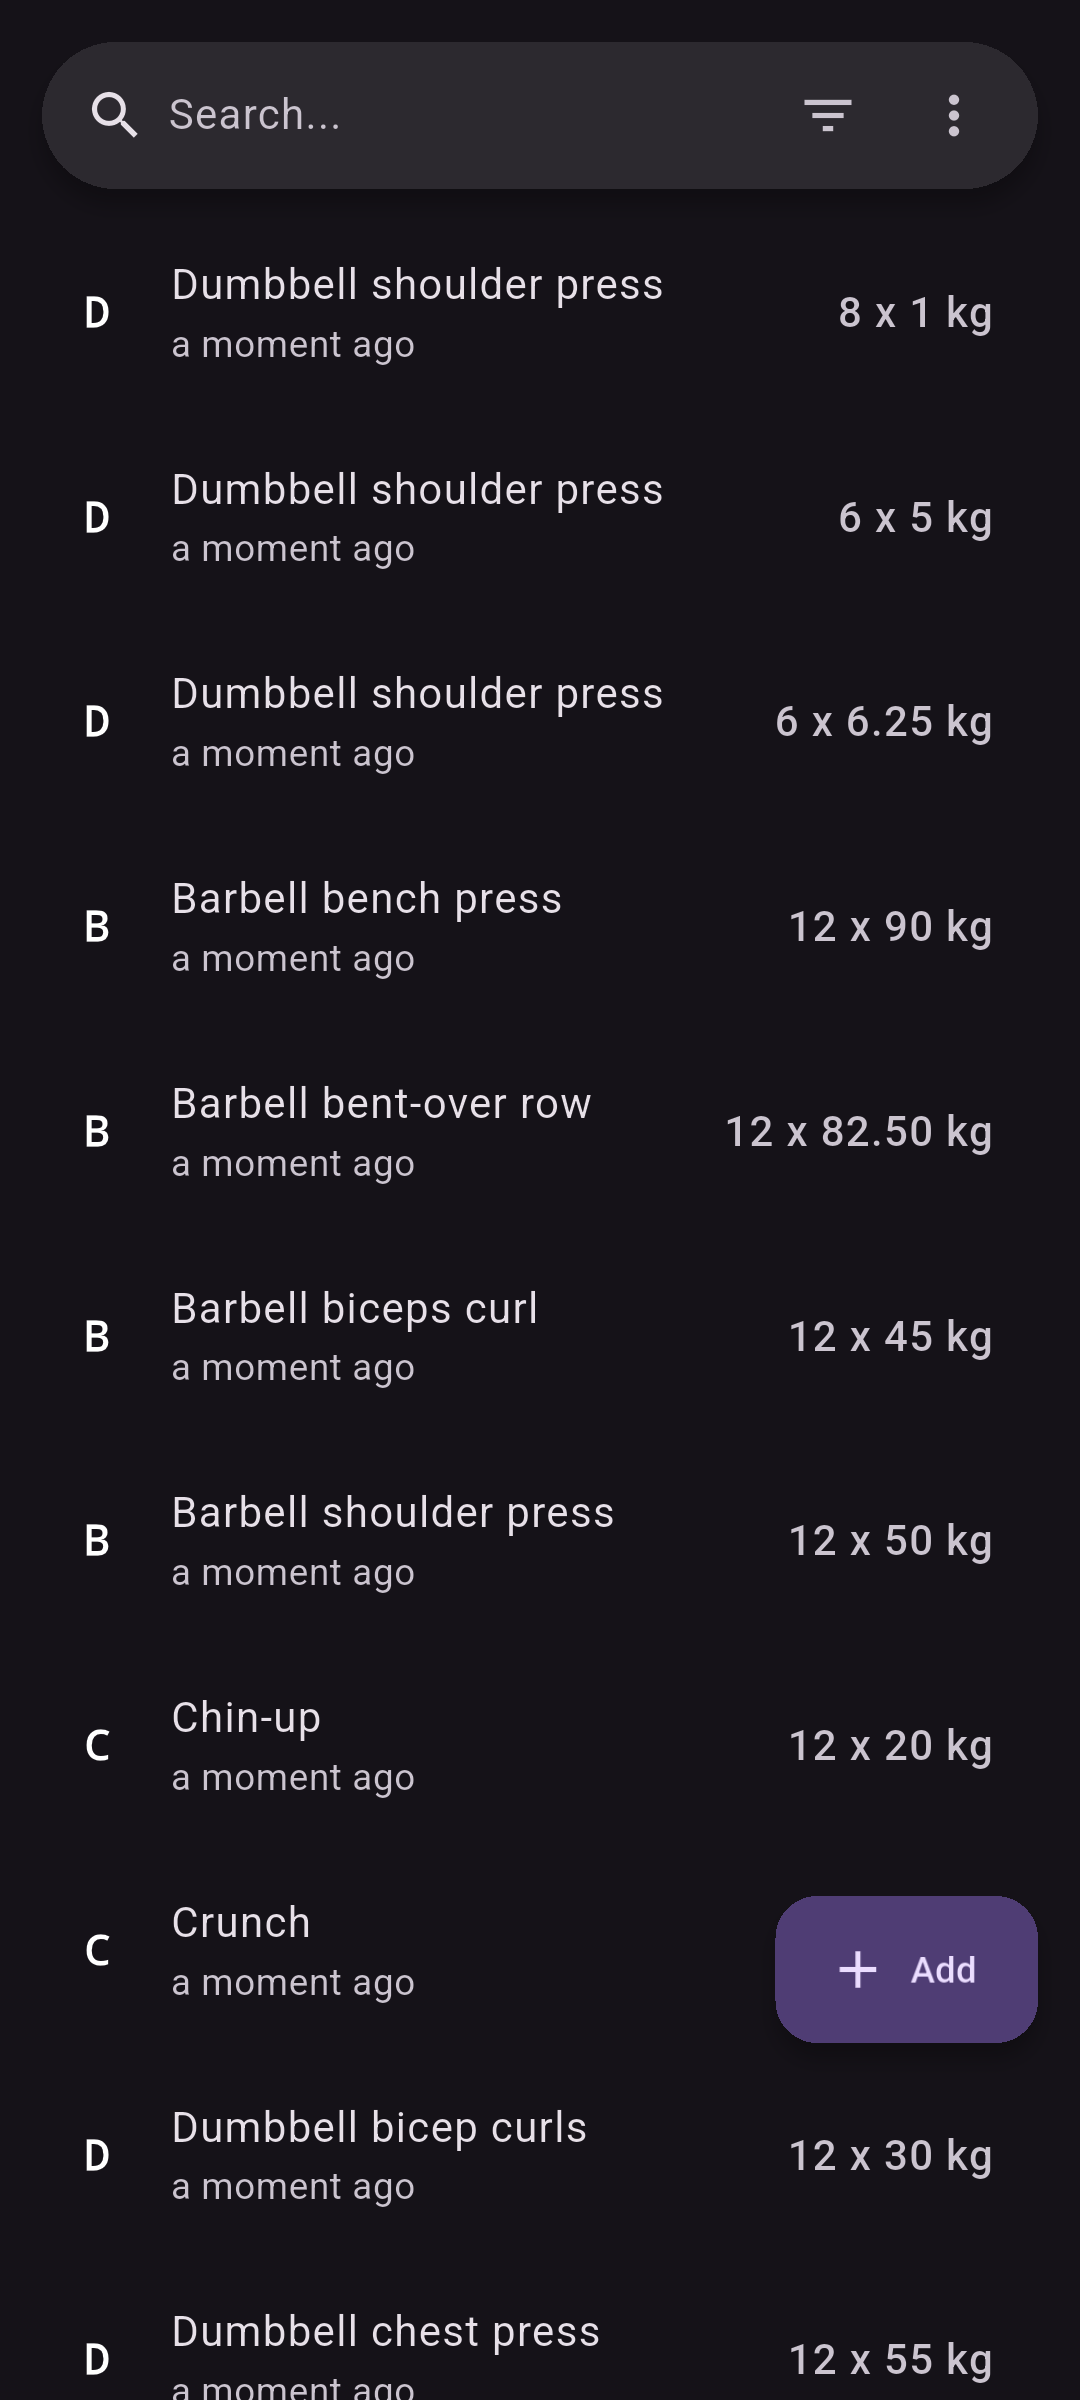 Search...
D
Dumbbell shoulder press
a moment ago
8 x 1 kg
D
Dumbbell shoulder press
a moment ago
6 x 5 kg
D
Dumbbell shoulder press
a moment ago
6 x 6.25 kg
B
Barbell bench press
a moment ago
12 x 90 kg
B
Barbell bent-over row
a moment ago
12 x 82.50 kg
B
Barbell biceps curl
a moment ago
12 x 45 kg
B
Barbell shoulder press
a moment ago
12 x 50 kg
C
Chin-up
a moment ago
12 x 20 kg
C
Crunch
a moment ago
Add
D
Dumbbell bicep curls
a moment ago
12 x 30 kg
D
Dumbbell chest press
a moment ago
12 x 55 kg